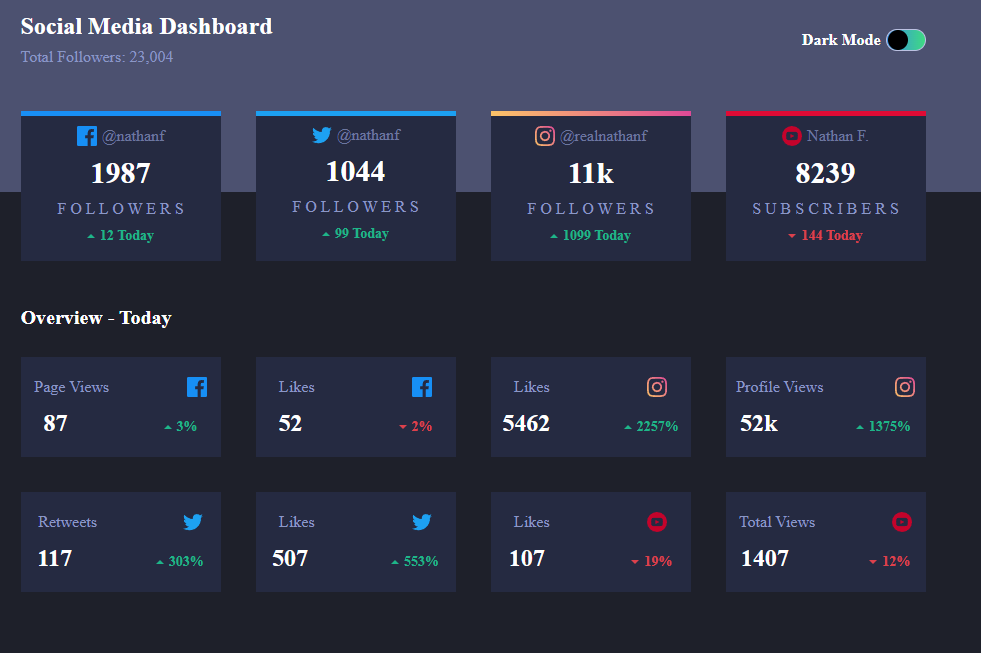 Social Media Dashboard
Total Followers: 23,004
Dark Mode
@nathanf
1987
FOLLOWERS
12 Today
@nathanf
1044
FOLLOWERS
99 Today
@realnathanf
11k
FOLLOWERS
1099 Today
Nathan F.
8239
SUBSCRIBERS
144 Today
Overview - Today
Page Views
87
3%
Likes
52
2%
Likes
5462
2257%
Profile Views
52k
1375%
Retweets
117
303%
Likes
507
553%
Likes
107
19%
Total Views
1407
12%